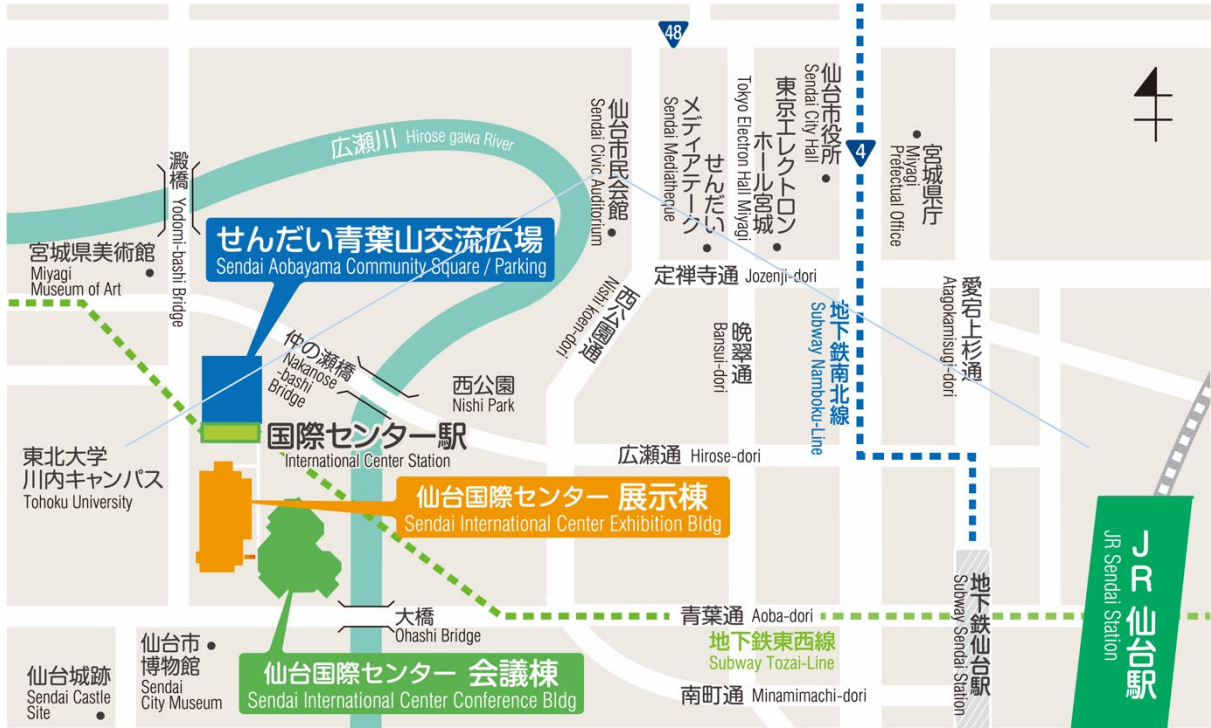 48
仙台市民会館
Sendai Civic Auditorium
せんだい
メディアテーク
Sendai Mediatheque
東京エレクトロン
ホール宮城
Tokyo Electron Hall Miyagi
仙台市役所
Sendai City Hall
4
宮城県庁
Miyagi
Prefectual Office
広瀬川 Hirose gawa River
澱橋 Yodomi-bashi Bridge
宮城県美術館
Miyagi
Museum of Art
せんだい青葉山交流広場
Sendai Aobayama Community Square / Parking
定禅寺通 Jozenji-dori
西公園通
Nishi koen-dori
晩翠通
Bansui-dori
地下鉄南北線
Subway Namboku-Line
愛宕上杉通
Atagokamisugi-dori
仲の瀬橋
Nakanose
-bashi
Bridge
西公園
Nishi Park
国際センター駅
International Center Station
広瀬通 Hirose-dori
東北大学
川内キャンパス
Tohoku University
仙台国際センター 展示棟
Sendai International Center Exhibition Bldg
JR 仙台駅
JR Sendai Station
地下鉄仙台駅
Subway Sendai Station
大橋
Ohashi Bridge
青葉通 Aoba-dori
地下鉄東西線
Subway Tozai-Line
仙台市
博物館
Sendai
City Museum
仙台城跡
Sendai Castle
Site
仙台国際センター 会議棟
Sendai International Center Conference Bldg
南町通 Minamimachi-dori